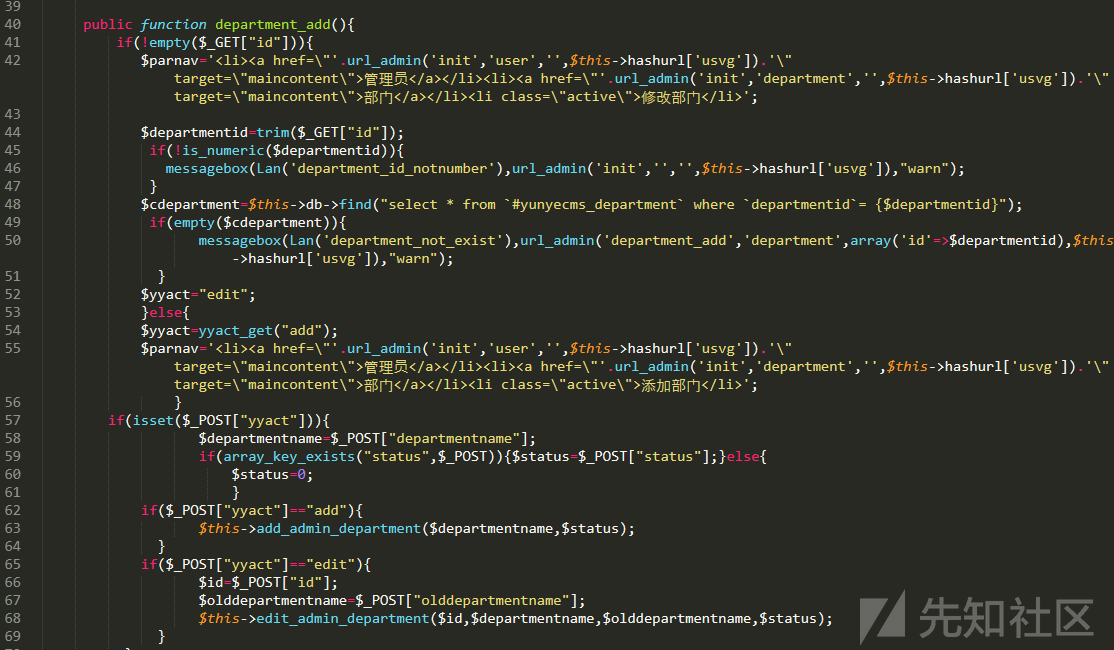 39
40 public function department_add(){
41 if(!empty($_GET["id"])){
42 $parnav='<li><a href=\"'.url_admin('init','user','',$this->hashurl['usvg']).'\"
target=\"maincontent\">管理员</a></li><li><a href=\"'.url_admin('init','department','',$this->hashurl['usvg']).'\"
target=\"maincontent\">部门</a></li><li class=\"active\">修改部门</li>';
43
44 $departmentid=trim($_GET["id"]);
45 if(!is_numeric($departmentid)){
46 messagebox(Lan('department_id_notnumber'),url_admin('init','','',$this->hashurl['usvg']),"warn");
47 }
48 $cdepartment=$this->db->find("select * from `#yunyecms_department` where `departmentid`= {$departmentid}");
49 if(empty($cdepartment)){
50 messagebox(Lan('department_not_exist'),url_admin('department_add','department',array('id'=>$departmentid),$this
->hashurl['usvg']),"warn");
51 }
52 $yyact="edit";
53 }else{
54 $yyact=yyact_get("add");
55 $parnav='<li><a href=\"'.url_admin('init','user','',$this->hashurl['usvg']).'\"
target=\"maincontent\">管理员</a></li><li><a href=\"'.url_admin('init','department','',$this->hashurl['usvg']).'\"
target=\"maincontent\">部门</a></li><li class=\"active\">添加部门</li>';
56 }
57 if(isset($_POST["yyact"])){
58 $departmentname=$_POST["departmentname"];
59 if(array_key_exists("status",$_POST)){$status=$_POST["status"];}else{
60 $status=0;
61 }
62 if($_POST["yyact"]=="add"){
63 $this->add_admin_department($departmentname,$status);
64 }
65 if($_POST["yyact"]=="edit"){
66 $id=$_POST["id"];
67 $olddepartmentname=$_POST["olddepartmentname"];
68 $this->edit_admin_department($id,$departmentname,$olddepartmentname,$status);
69 }
先知社区